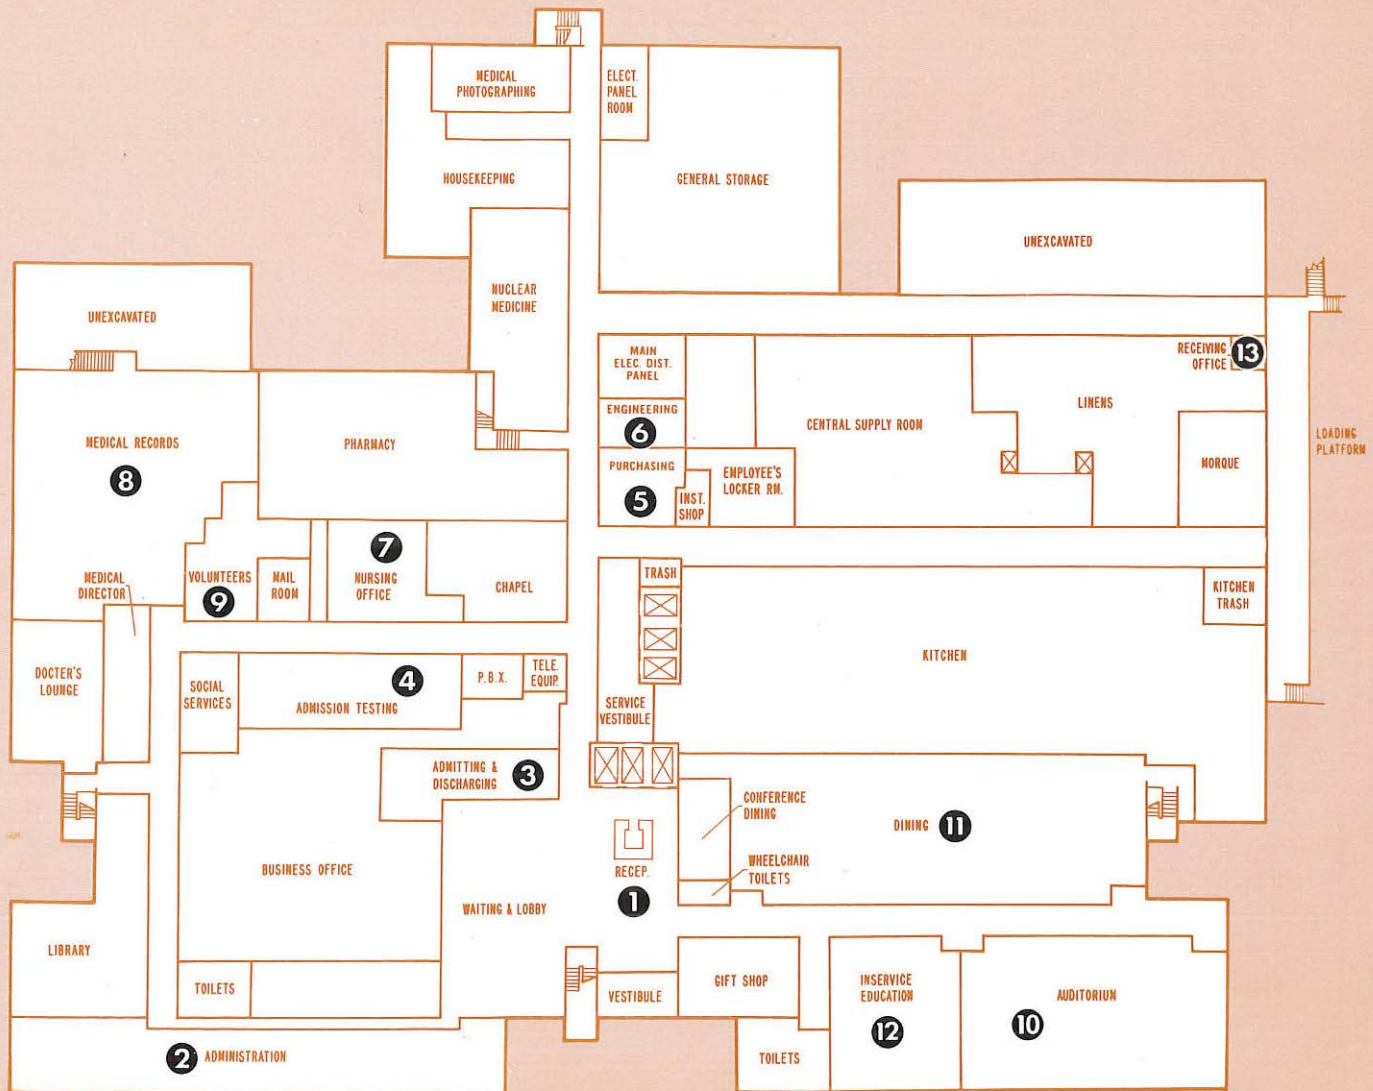 MEDICAL
PHOTOGRAPHING
ELECT.
PANEL
ROOM
HOUSEKEEPING
GENERAL STORAGE
UNEXCAVATED
NUCLEAR
MEDICINE
UNEXCAVATED
MAIN
ELEC. DIST.
PANEL
RECEIVING
OFFICE
13
ENGINEERING
6
LINENS
CENTRAL SUPPLY ROOM
LOADING
PLATFORM
MEDICAL RECORDS
8
PHARMACY
PURCHASING
5
INST.
SHOP
EMPLOYEE'S
LOCKER RM.
MORQUE
7
NURSING
OFFICE
MEDICAL
DIRECTOR
VOLUNTEERS
9
MAIL
ROOM
CHAPEL
TRASH
KITCHEN
TRASH
KITCHEN
DOCTER'S
LOUNGE
SOCIAL
SERVICES
4
ADMISSION TESTING
P.B.X.
TELE.
EQUIP.
SERVICE
VESTIBULE
ADMITTING &
DISCHARGING
3
CONFERENCE
DINING
DINING
11
BUSINESS OFFICE
RECEP.
1
WHEELCHAIR
TOILETS
WAITING & LOBBY
LIBRARY
TOILETS
VESTIBULE
GIFT SHOP
INSERVICE
EDUCATION
12
AUDITORIUM
10
2
ADMINISTRATION
TOILETS